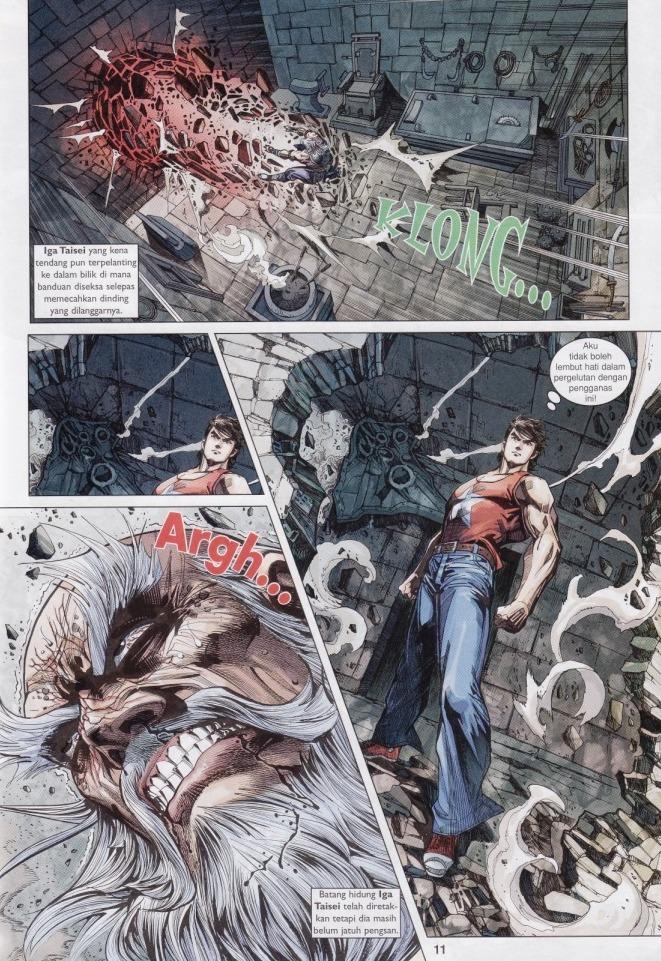 KLONG...
Iga Taisei yang kena
tendang pun terpelanting
ke dalam bilik di mana
banduan diseksa selepas
memecahkan dinding
yang dilanggarnya.
Aku
tidak boleh
lembut hati dalam
pergelutan dengan
pengganas
ini!
Argh...
Batang hidung Iga
Taisei telah diretak-
kan tetapi dia masih
belum jatuh pengsan.
11